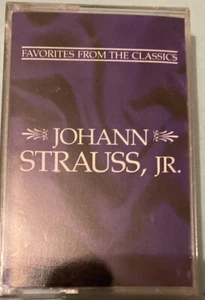 FAVORITES FROM THE CLASSICS
JOHANN
STRAUSS, JR.